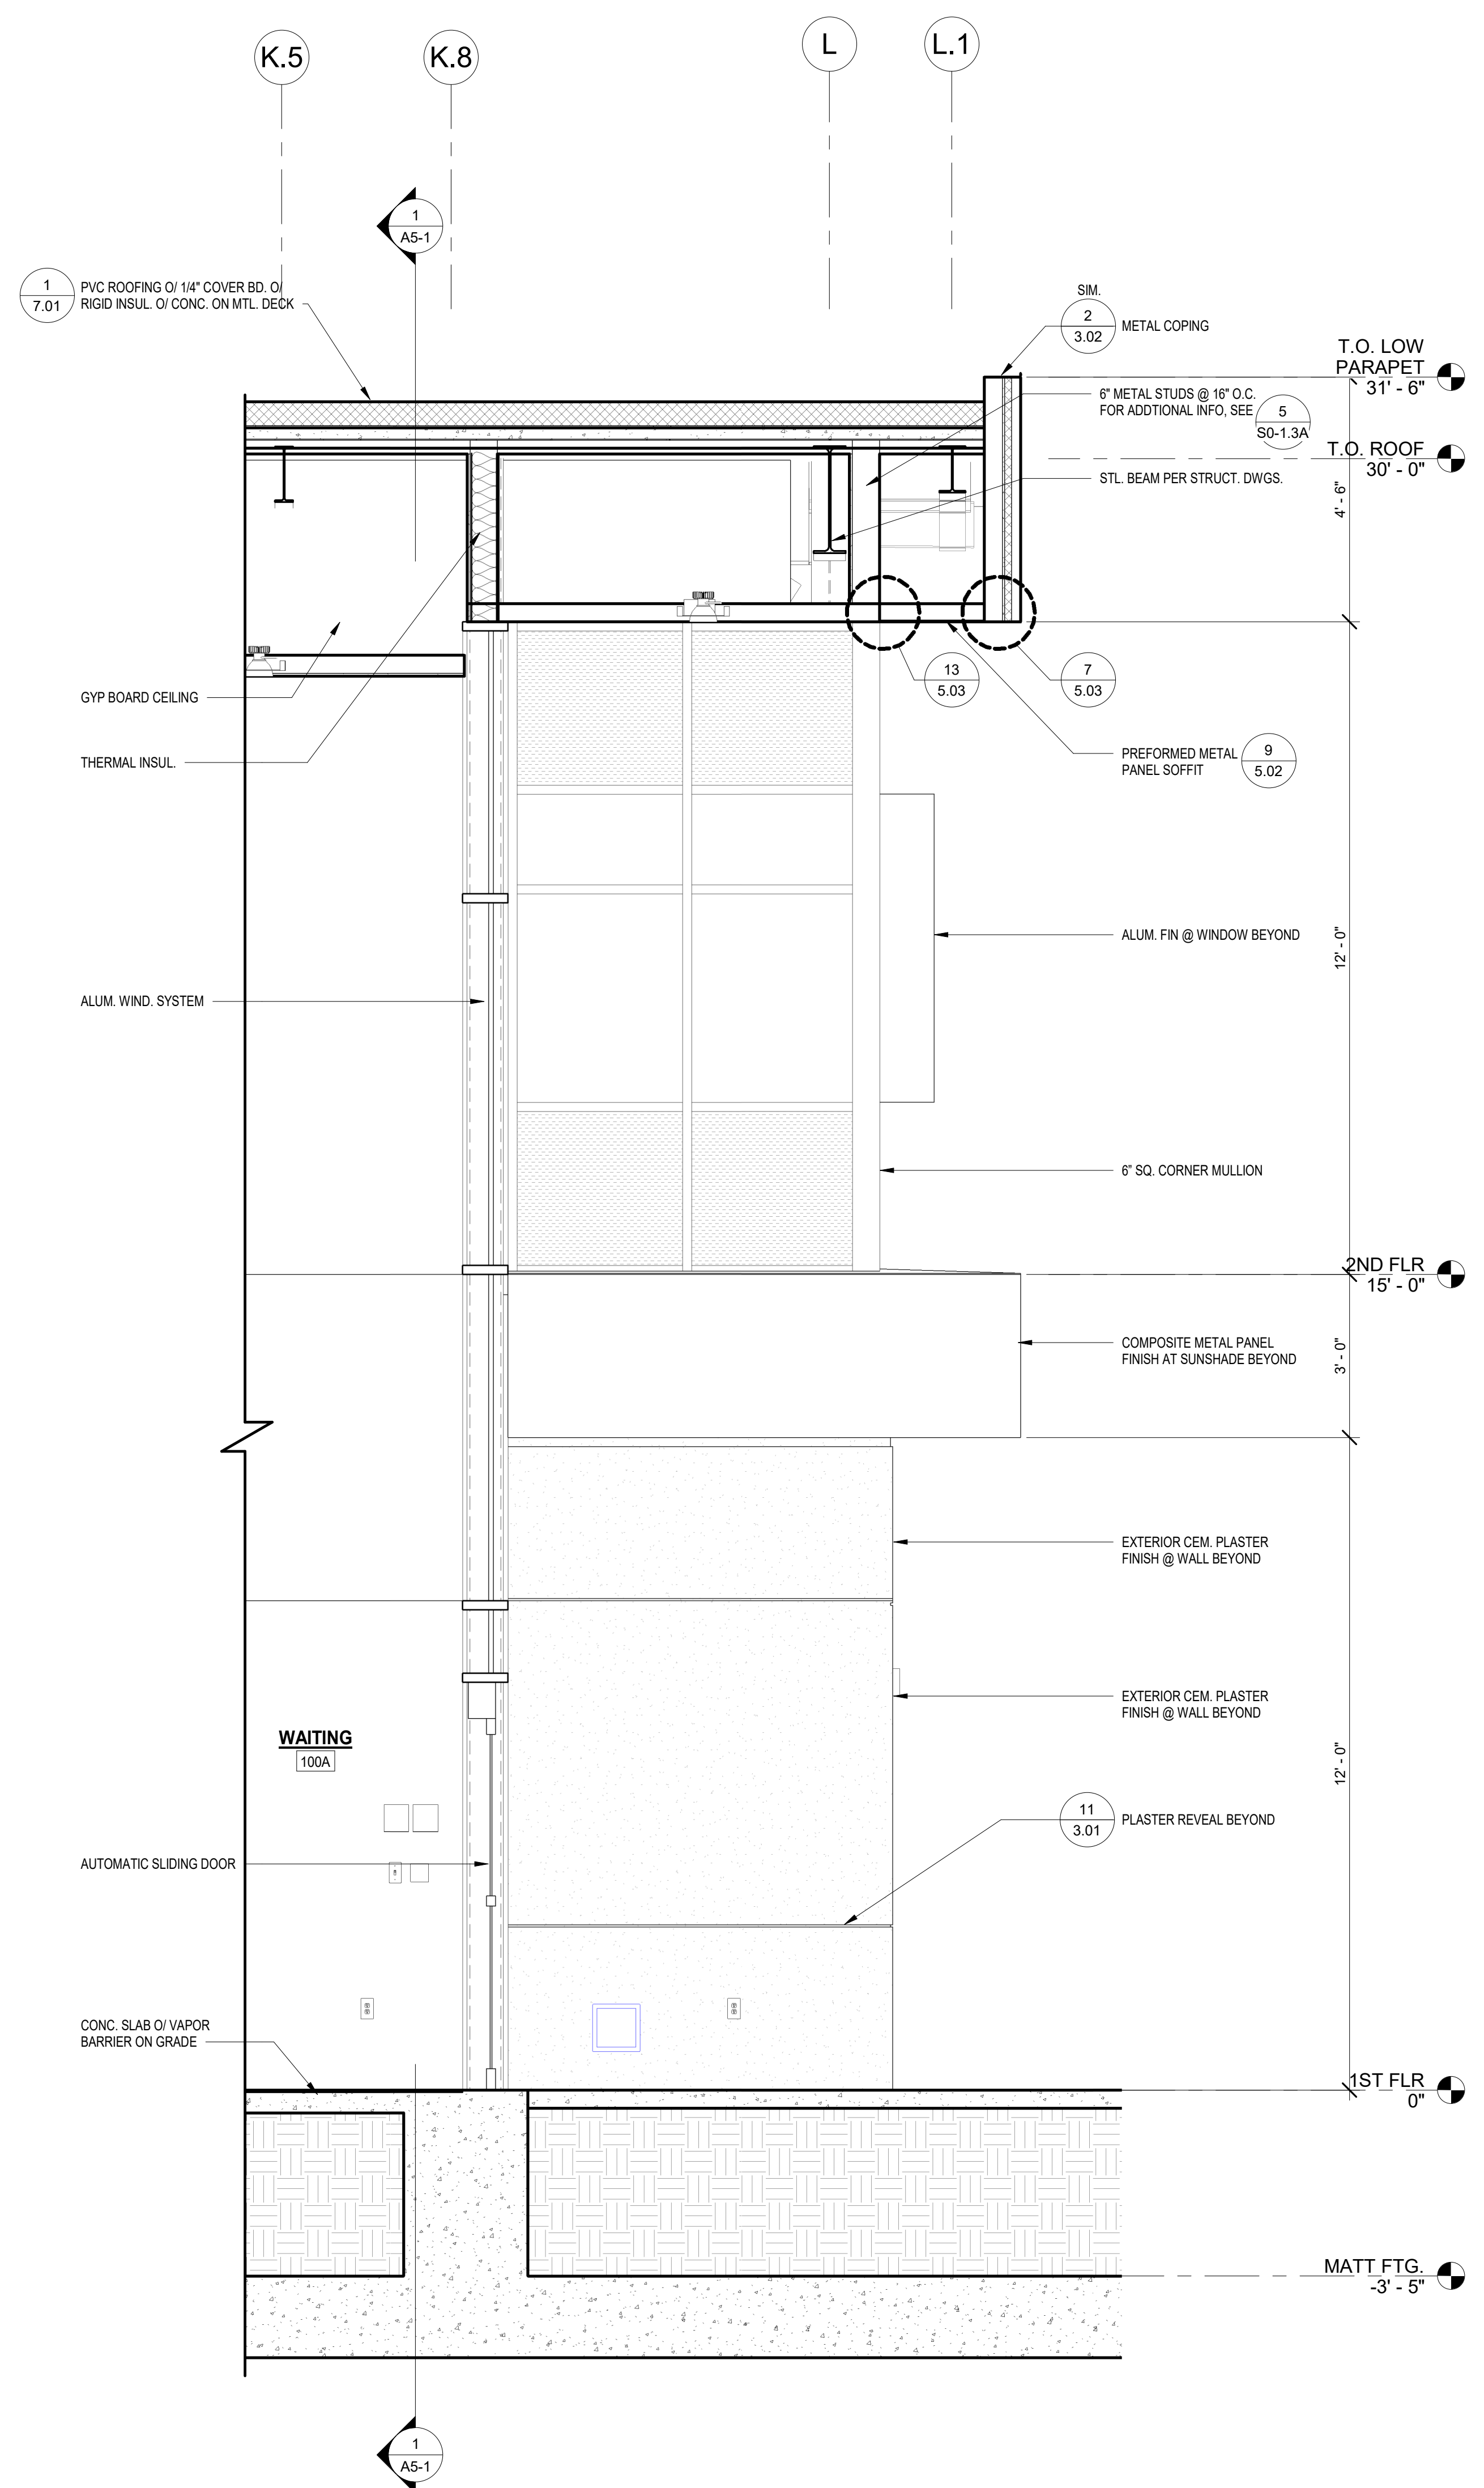 K.5
K.8
L
L.1
1
A5-1
1
7.01
PVC ROOFING O/ 1/4" COVER BD. O/
RIGID INSUL. O/ CONC. ON MTL. DECK
SIM.
2
3.02
METAL COPING
T.O. LOW
PARAPET
31' - 6"
6" METAL STUDS @ 16" O.C.
FOR ADDTIONAL INFO, SEE
5
S0-1.3A
T.O. ROOF
30' - 0"
STL. BEAM PER STRUCT. DWGS.
4' - 6"
13
5.03
7
5.03
GYP BOARD CEILING
THERMAL INSUL.
PREFORMED METAL
PANEL SOFFIT
9
5.02
ALUM. FIN @ WINDOW BEYOND
12' - 0"
ALUM. WIND. SYSTEM
6" SQ. CORNER MULLION
2ND FLR
15' - 0"
COMPOSITE METAL PANEL
FINISH AT SUNSHADE BEYOND
3' - 0"
EXTERIOR CEM. PLASTER
FINISH @ WALL BEYOND
EXTERIOR CEM. PLASTER
FINISH @ WALL BEYOND
WAITING
100A
12' - 0"
11
3.01
PLASTER REVEAL BEYOND
AUTOMATIC SLIDING DOOR
CONC. SLAB O/ VAPOR
BARRIER ON GRADE
1ST FLR
0"
MATT FTG.
-3' - 5"
1
A5-1